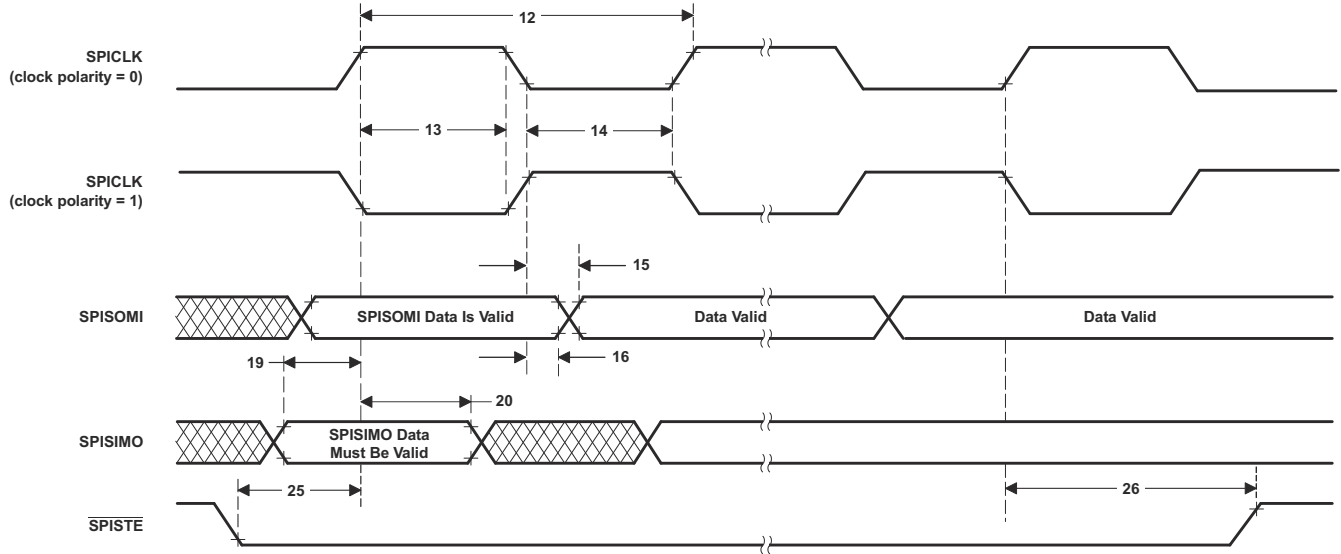 12
SPICLK
(clock polarity = 0)
13
14
SPICLK
(clock polarity = 1)
15
SPISOMI
SPISOMI Data Is Valid
Data Valid
Data Valid
19
16
20
SPISIMO
SPISIMO Data
Must Be Valid
25
26
SPISTE